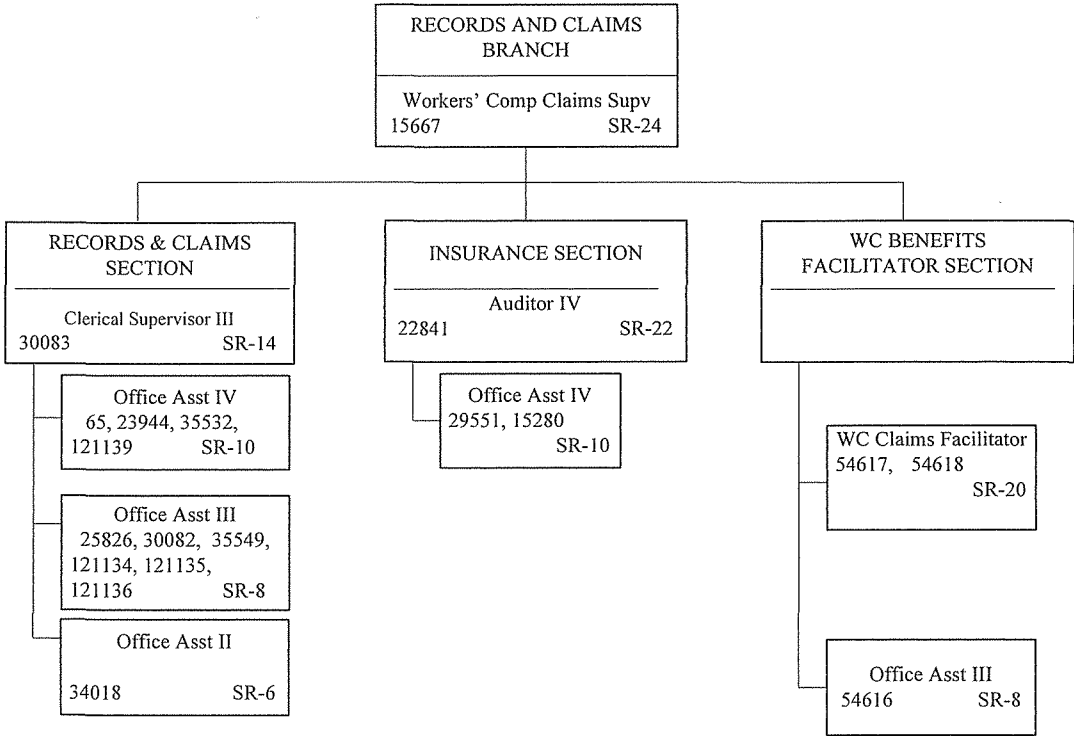 RECORDS AND CLAIMS
BRANCH
Workers' Comp Claims Supv
15667 SR-24
RECORDS & CLAIMS
SECTION
Clerical Supervisor III
30083 SR-14
Office Asst IV
65, 23944, 35532,
121139 SR-10
Office Asst III
25826, 30082, 35549,
121134, 121135,
121136 SR-8
Office Asst II
34018 SR-6
INSURANCE SECTION
Auditor IV
22841 SR-22
Office Asst IV
29551, 15280
SR-10
WC BENEFITS
FACILITATOR SECTION
WC Claims Facilitator
54617, 54618
SR-20
Office Asst III
54616 SR-8